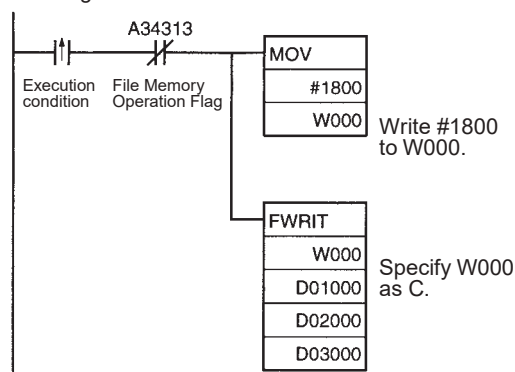 A34313
Execution condition
File Memory Operation Flag
MOV
#1800
W000
Write #1800
to W000.
FWRIT
W000
D01000
D02000
D03000
Specify W000
as C.